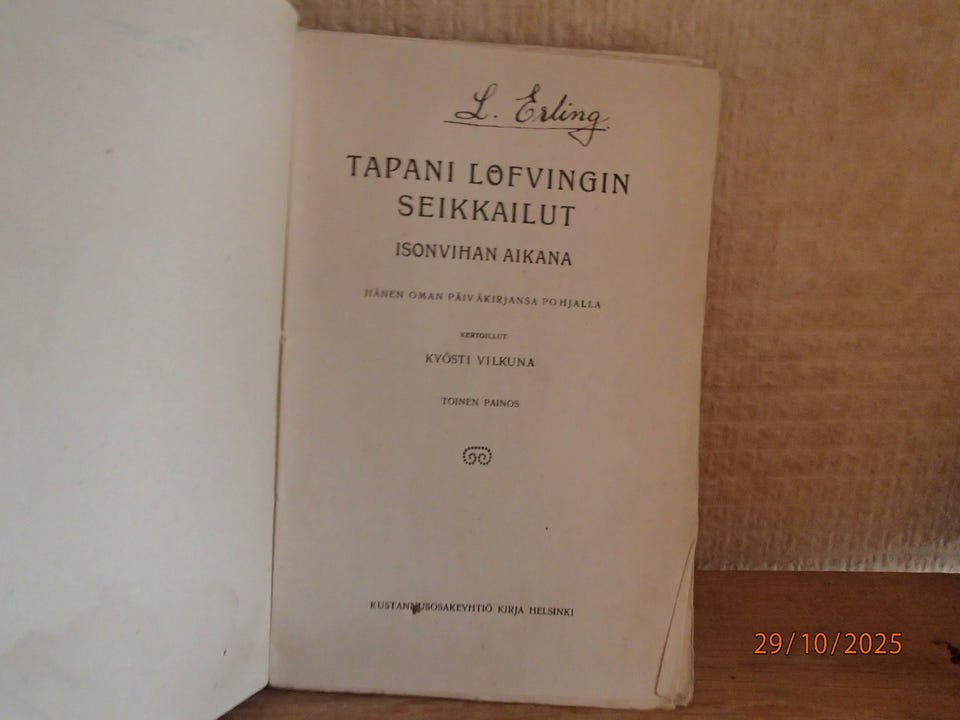 L. Erling.
TAPANI LÖFVINGIN
SEIKKAILUT
ISONVIHAN AIKANA
HÄNEN OMAN PÄIVÄKIRJANSA POHJALLA
KERTOILLUT
KYÖSTI VILKUNA
TOINEN PAINOS
KUSTANNUSOSAKEYHTIÖ KIRJA HELSINKI
29/10/2025